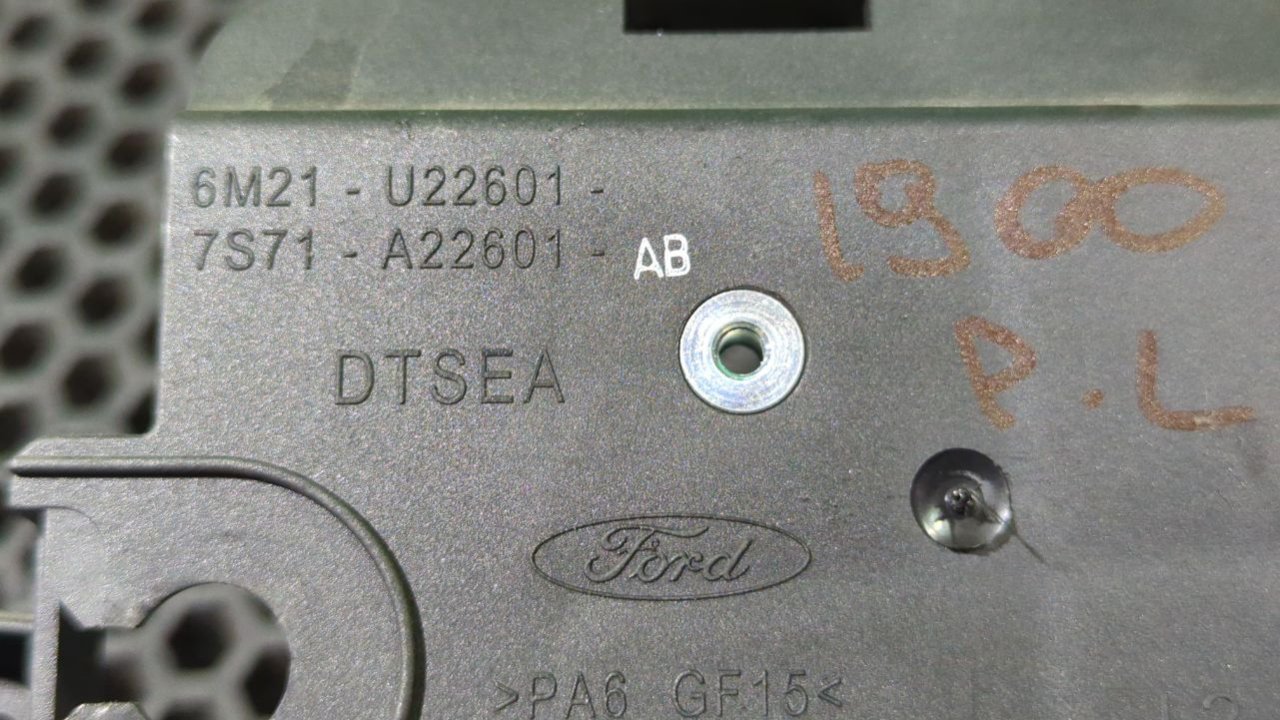 6M21 - U22601 -
7S71 - A22601 - AB
1900
P.L
DTSEA
Ford
>PA6 GF15<